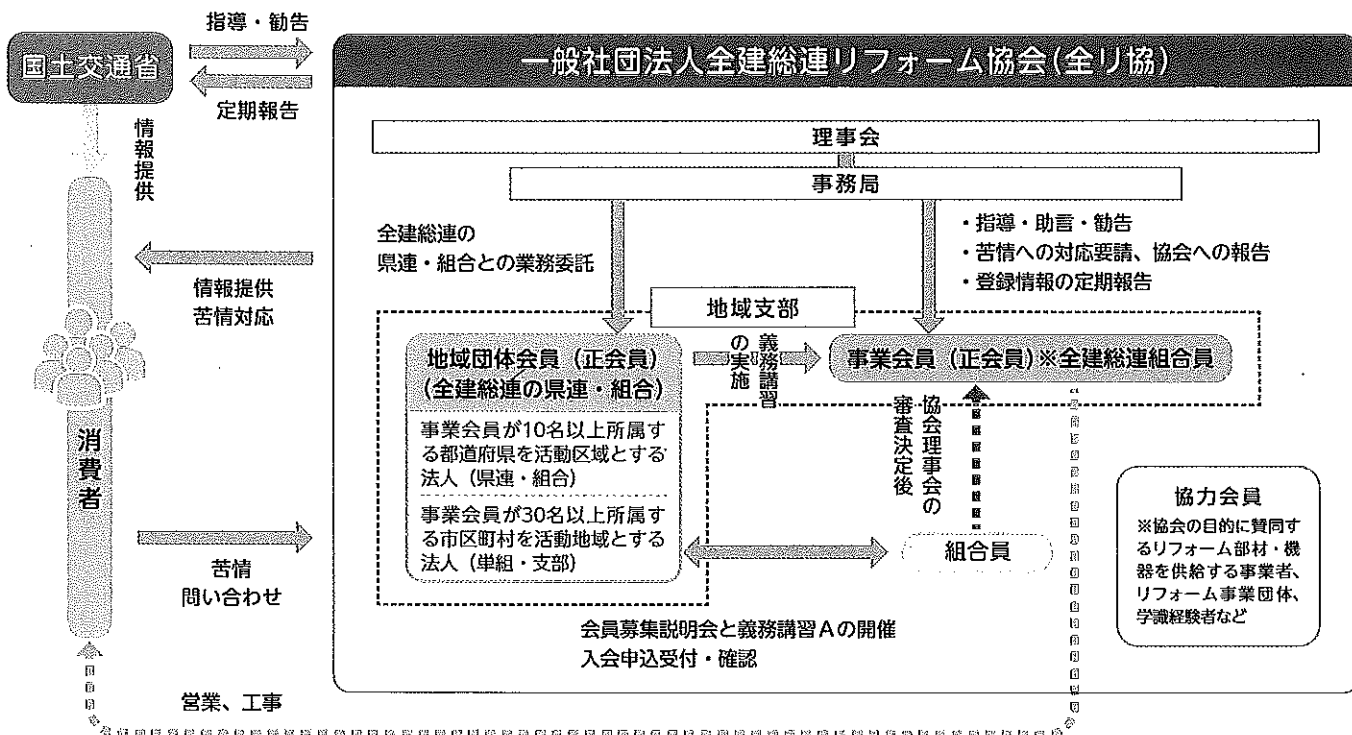 指導・勧告
国土交通省
定期報告
情報提供
一般社団法人全建総連リフォーム協会(全リ協)
理事会
事務局
全建総連の
県連・組合との業務委託
・指導・助言・勧告
・苦情への対応要請、協会への報告
・登録情報の定期報告
情報提供
苦情対応
地域支部
地域団体会員(正会員)
(全建総連の県連・組合)
義務講習
の実施
事業会員(正会員)※全建総連組合員
事業会員が10名以上所属す
る都道府県を活動区域とする
法人(県連・組合)
事業会員が30名以上所属す
る市区町村を活動地域とする
法人(単組・支部)
協会理事会の
審査決定後
消費者
組合員
協力会員
※協会の目的に賛同す
るリフォーム部材・機
器を供給する事業者、
リフォーム事業団体、
学識経験者など
苦情
問い合わせ
会員募集説明会と義務講習Aの開催
入会申込受付・確認
営業、工事